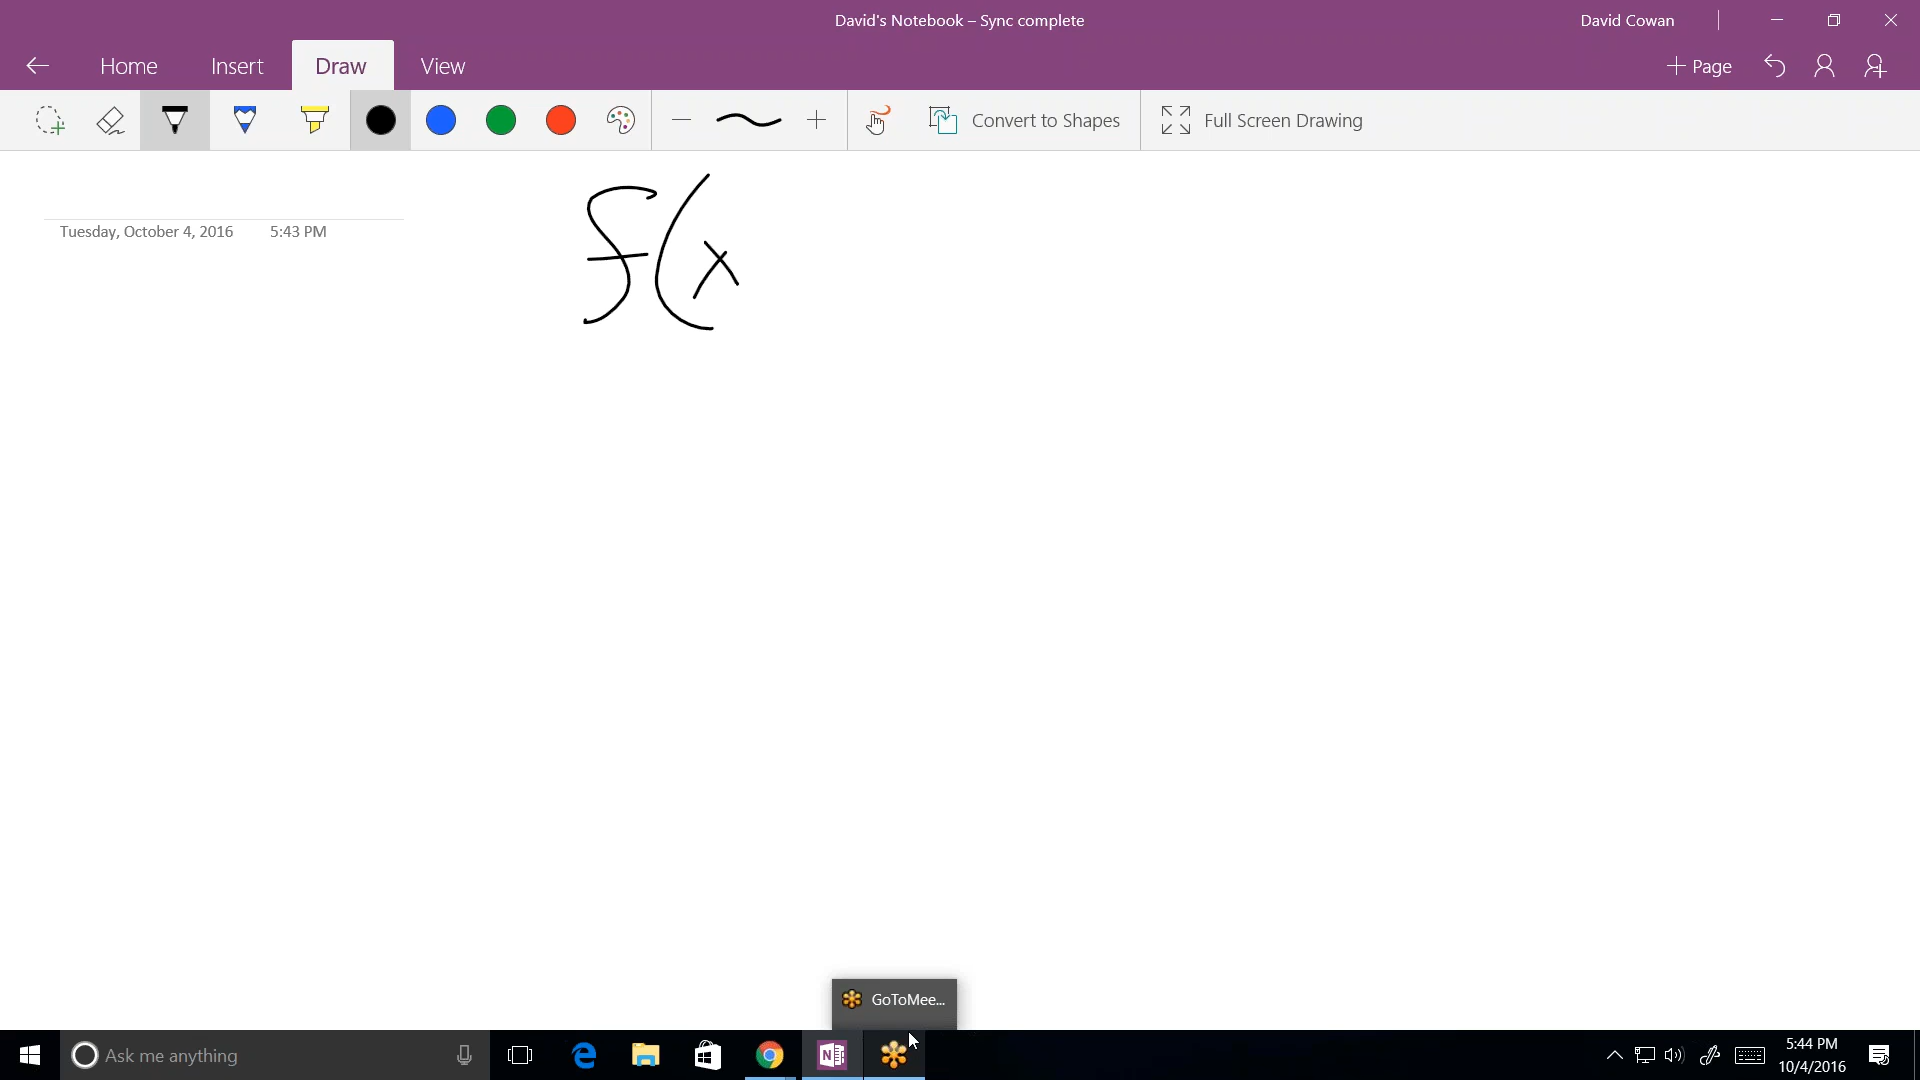 David's Notebook – Sync complete
David Cowan
Home Insert Draw View
Page
Convert to Shapes
Full Screen Drawing
f(x
Tuesday, October 4, 2016 5:43 PM
GoToMee...
Ask me anything
N
5:44 PM
10/4/2016